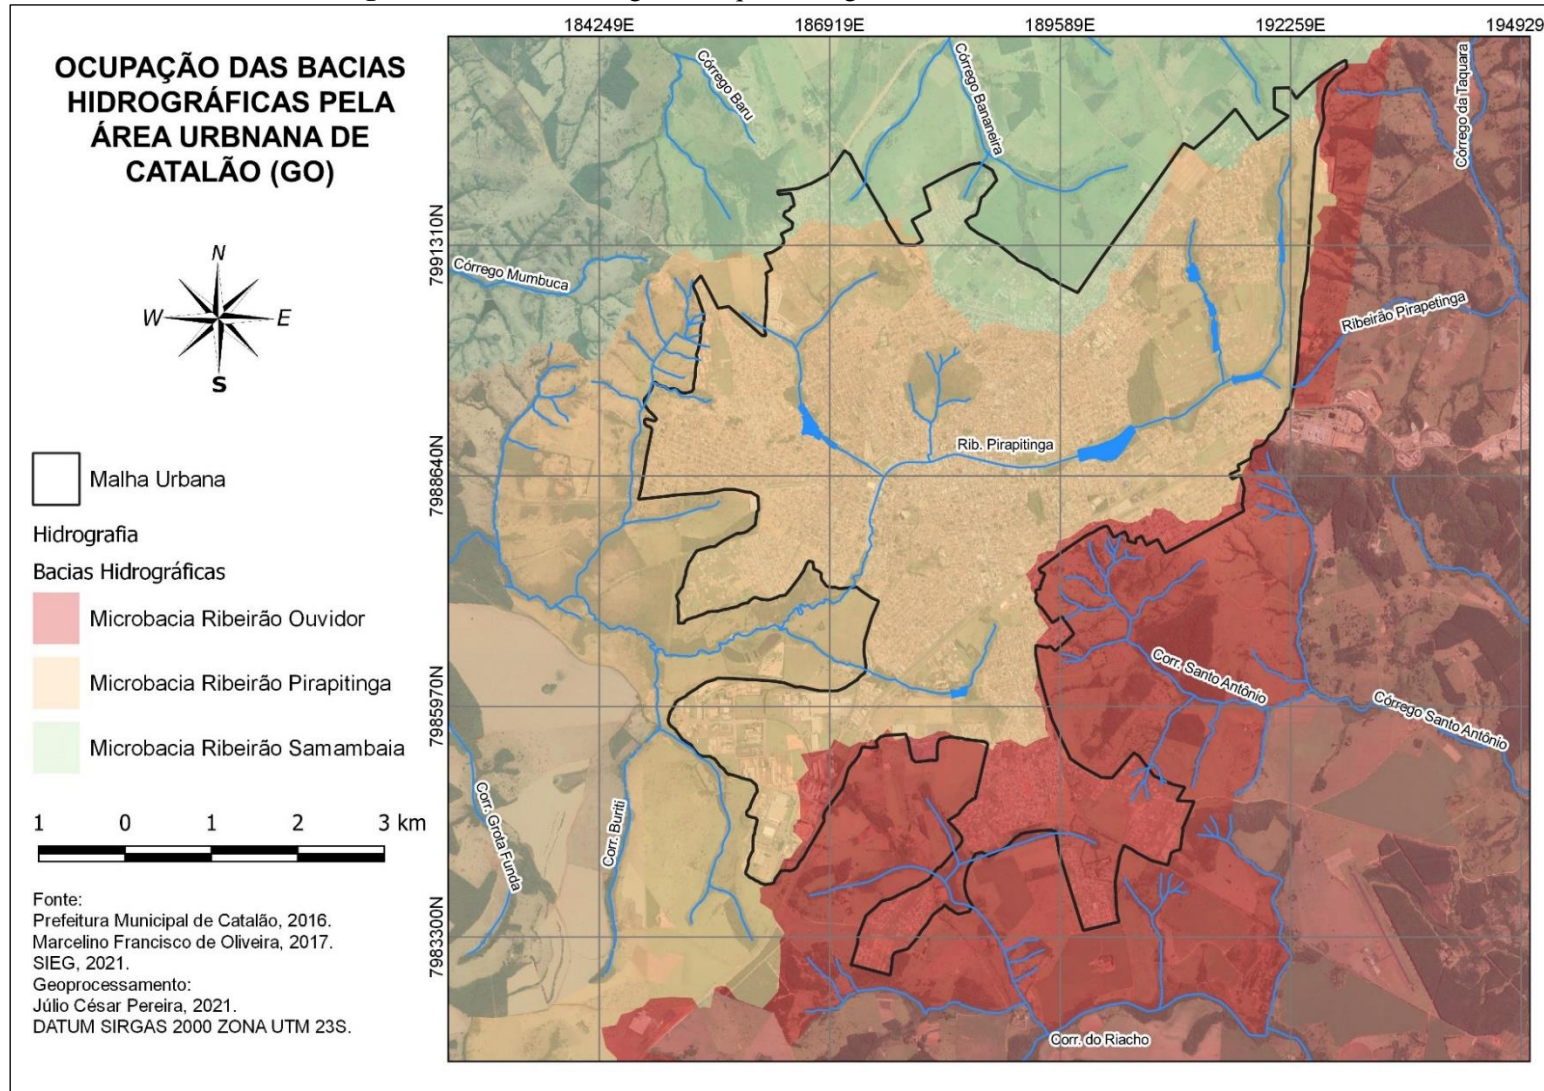 184249E
186919E
189589E
192259E
194929E
OCUPAÇÃO DAS BACIAS
HIDROGRÁFICAS PELA
ÁREA URBNANA DE
CATALÃO (GO)
N
W
E
S
Malha Urbana
Hidrografia
Bacias Hidrográficas
Microbacia Ribeirão Ouvidor
Microbacia Ribeirão Pirapitinga
Microbacia Ribeirão Samambaia
1 0 1 2 3 km
Fonte:
Prefeitura Municipal de Catalão, 2016.
Marcelino Francisco de Oliveira, 2017.
SIEG, 2021.
Geoprocessamento:
Júlio César Pereira, 2021.
DATUM SIRGAS 2000 ZONA UTM 23S.
7991310N
7988640N
7985970N
7983300N
Córrego Baru
Córrego Bananeira
Córrego da Taquara
Córrego Mumbuca
Ribeirão Pirapetinga
Rib. Pirapitinga
Corr. Santo Antônio
Córrego Santo Antônio
Corr. Grota Funda
Corr. Buriti
Corr. do Riacho